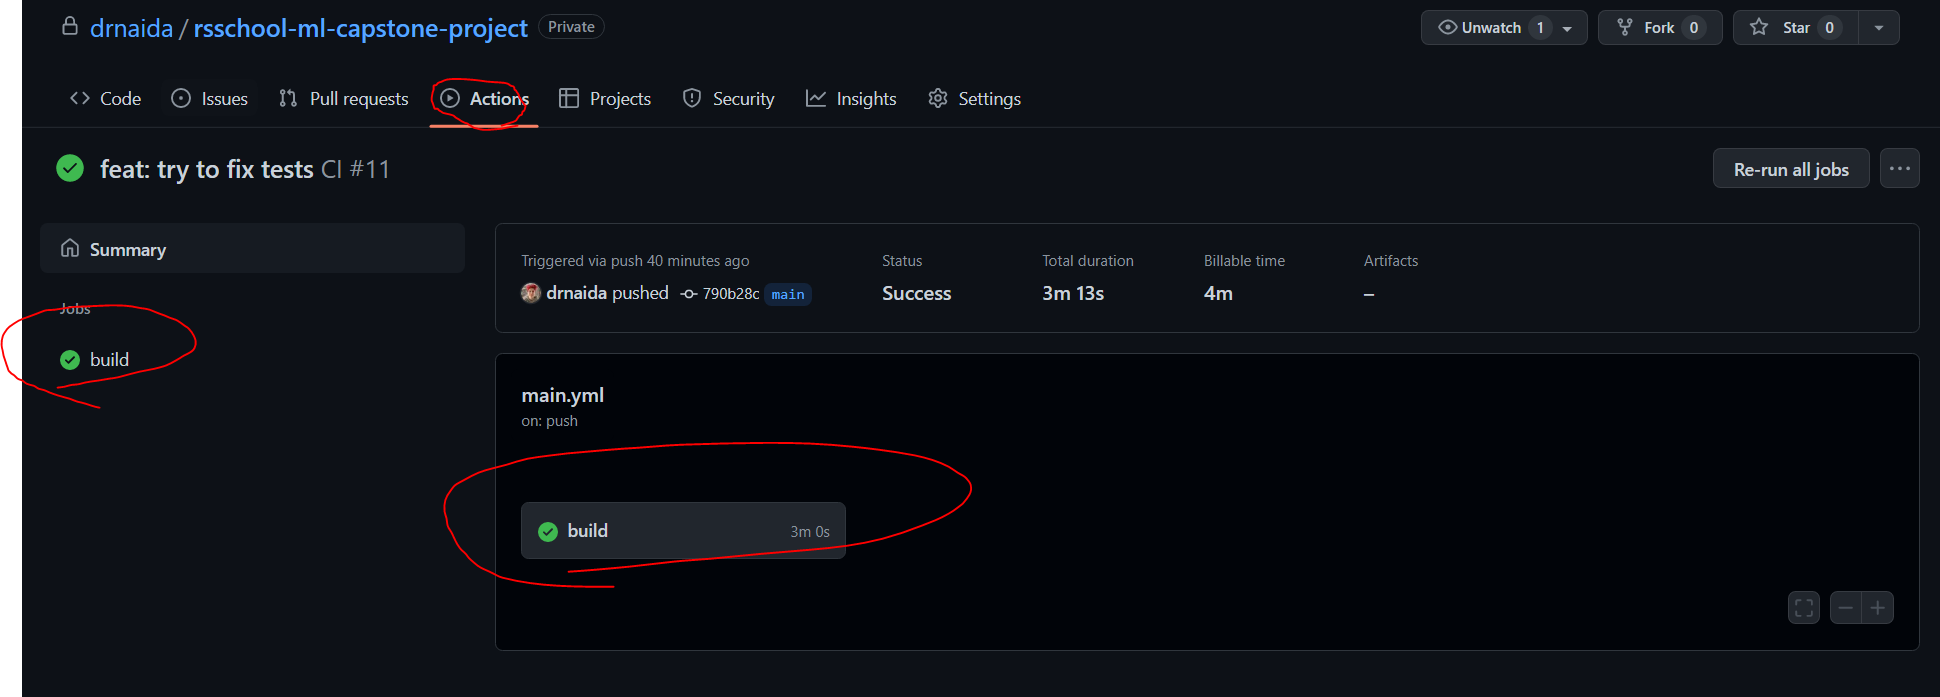 drnaida / rsschool-ml-capstone-project Private Unwatch 1 Fork 0 Star 0
Code Issues Pull requests Actions Projects Security Insights Settings
feat: try to fix tests CI #11 Re-run all jobs
Summary
Jobs
build
Triggered via push 40 minutes ago
drnaida pushed 790b28c main
Status
Success
Total duration
3m 13s
Billable time
4m
Artifacts
–
main.yml
on: push
build 3m 0s